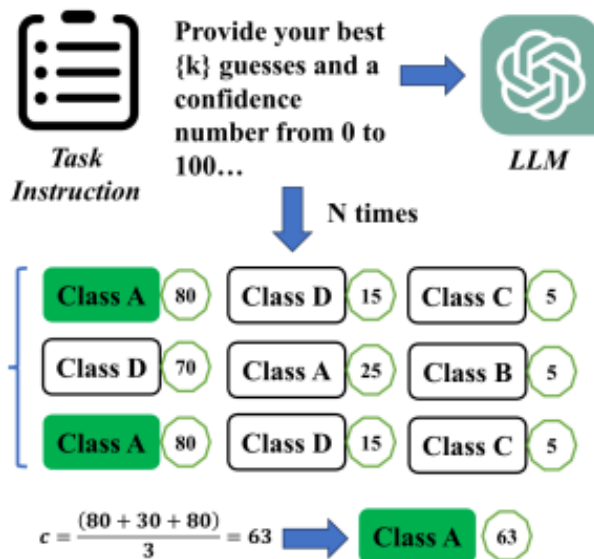 Provide your best
{k} guesses and a
confidence
number from 0 to
100...
Task
Instruction
LLM
N times
Class A 80 Class D 15 Class C 5
Class D 70 Class A 25 Class B 5
Class A 80 Class D 15 Class C 5
c = (80 + 30 + 80) / 3 = 63 Class A 63